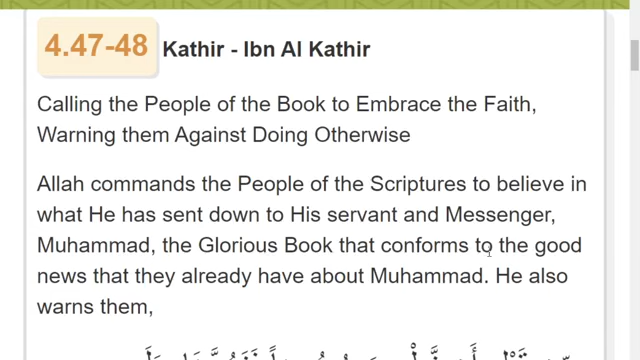 4.47-48 Kathir - Ibn Al Kathir
Calling the People of the Book to Embrace the Faith,
Warning them Against Doing Otherwise
Allah commands the People of the Scriptures to believe in
what He has sent down to His servant and Messenger,
Muhammad, the Glorious Book that conforms to the good
news that they already have about Muhammad. He also
warns them,